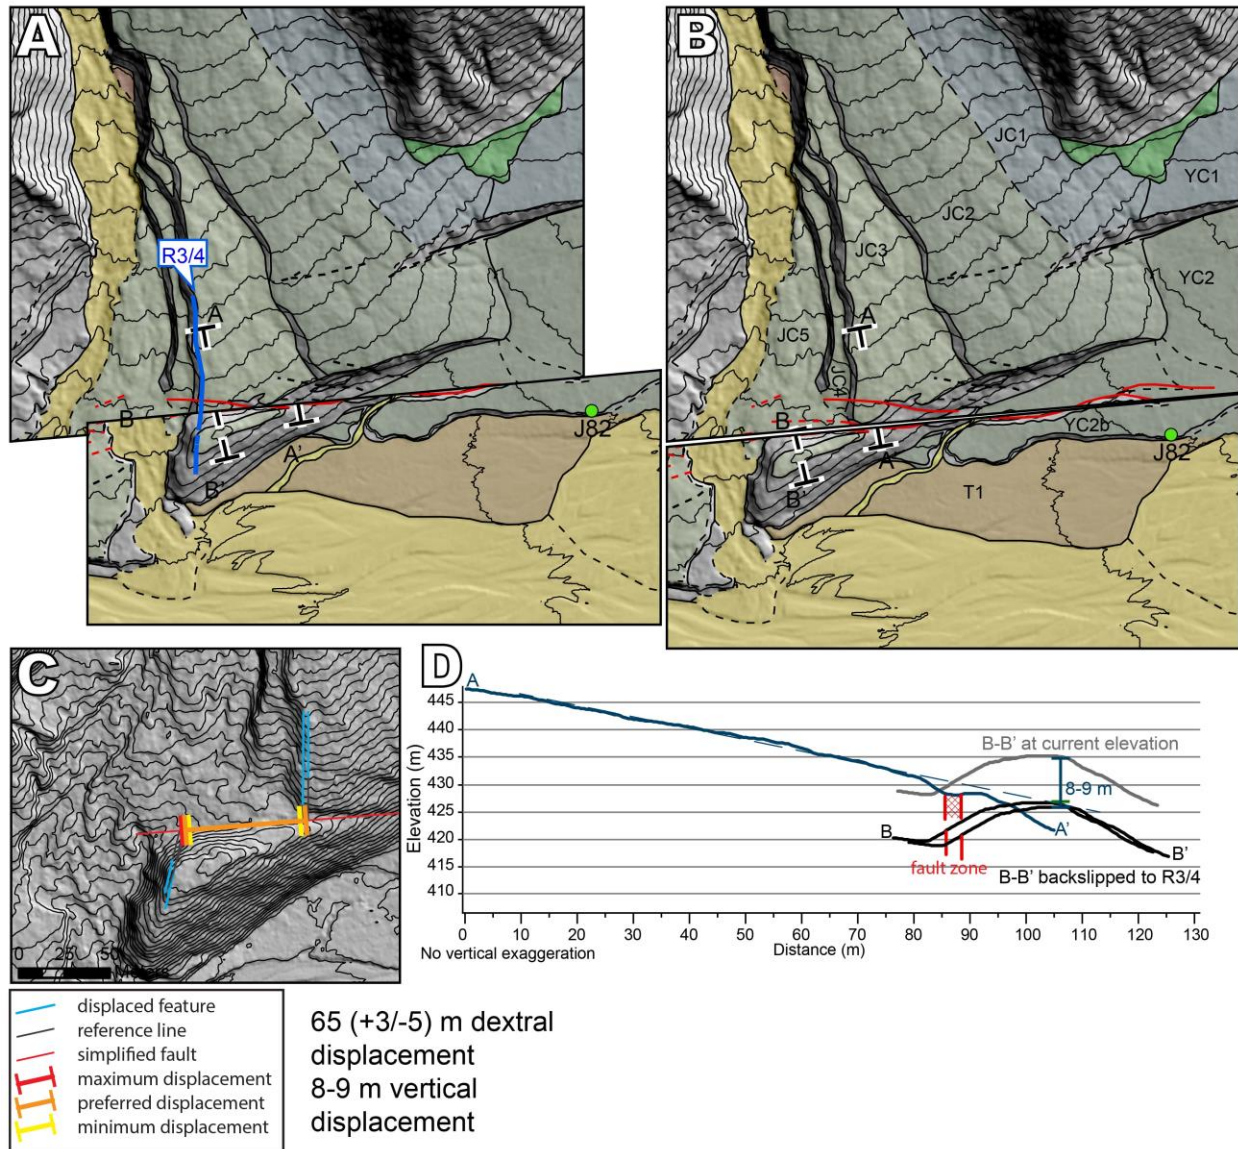 A
R3/4
A
B
A'
B'
J82
B
JC1
YC1
JC2
JC3
YC2
A
JC5
B
YC2b
A'
J82
B'
T1
C
0 25 50
Meters
D
A
445
440
435
430
425
420
415
410
Elevation (m)
B-B' at current elevation
8-9 m
B
A'
B'
fault zone
B-B' backslipped to R3/4
0 10 20 30 40 50 60 70 80 90 100 110 120 130
No vertical exaggeration
Distance (m)
displaced feature
reference line
simplified fault
maximum displacement
preferred displacement
minimum displacement
65 (+3/-5) m dextral
displacement
8-9 m vertical
displacement